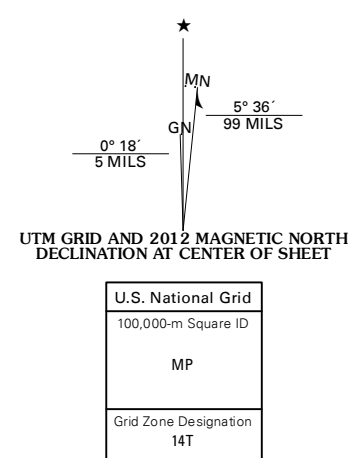 ★
MN
GN
5° 36´
99 MILS
0° 18´
5 MILS
UTM GRID AND 2012 MAGNETIC NORTH
DECLINATION AT CENTER OF SHEET
U.S. National Grid
100,000-m Square ID
MP
Grid Zone Designation
14T